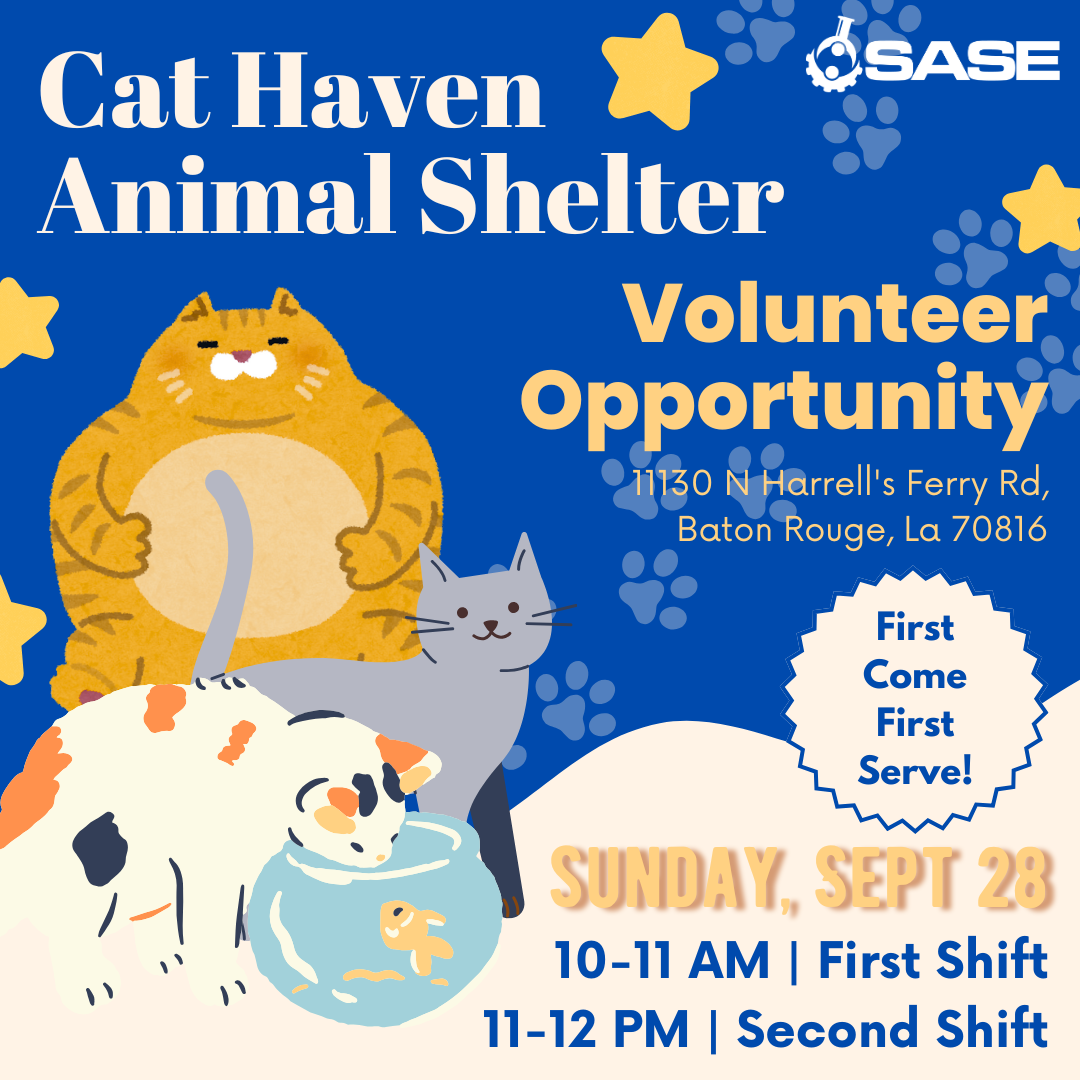 SASE
Cat Haven
Animal Shelter
Volunteer
Opportunity
11130 N Harrell's Ferry Rd,
Baton Rouge, La 70816
First
Come
First
Serve!
SUNDAY, SEPT 28
10-11 AM | First Shift
11-12 PM | Second Shift